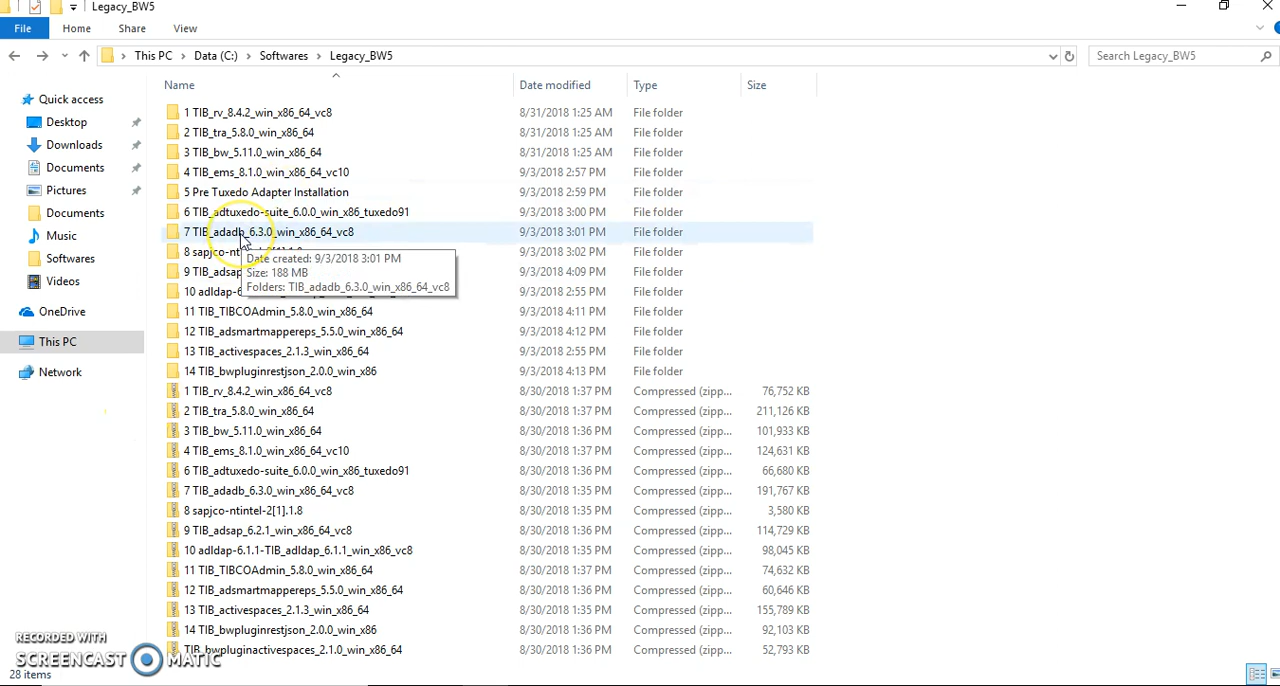 Legacy_BW5
File Home Share View
This PC Data (C:) Softwares Legacy_BW5 Search Legacy_BW5
Name Date modified Type Size
Quick access
Desktop
Downloads
Documents
Pictures
Documents
Music
Softwares
Videos
OneDrive
This PC
Network
1 TIB_rv_8.4.2_win_x86_64_vc8 8/31/2018 1:25 AM File folder
2 TIB_tra_5.8.0_win_x86_64 8/31/2018 1:25 AM File folder
3 TIB_bw_5.11.0_win_x86_64 8/31/2018 1:25 AM File folder
4 TIB_ems_8.1.0_win_x86_64_vc10 9/3/2018 2:57 PM File folder
5 Pre Tuxedo Adapter Installation 9/3/2018 2:59 PM File folder
6 TIB_adtuxedo-suite_6.0.0_win_x86_tuxedo91 9/3/2018 3:00 PM File folder
7 TIB_adadb_6.3.0_win_x86_64_vc8 9/3/2018 3:01 PM File folder
8 sapjco-nt 9/3/2018 3:02 PM File folder
9 TIB_adsap 9/3/2018 4:09 PM File folder
10 adldap-6 9/3/2018 2:55 PM File folder
11 TIB_TIBCOAdmin_5.8.0_win_x86_64 9/3/2018 4:11 PM File folder
12 TIB_adsmartmappereps_5.5.0_win_x86_64 9/3/2018 4:12 PM File folder
13 TIB_activespaces_2.1.3_win_x86_64 9/3/2018 2:55 PM File folder
14 TIB_bwpluginrestjson_2.0.0_win_x86 9/3/2018 4:13 PM File folder
1 TIB_rv_8.4.2_win_x86_64_vc8 8/30/2018 1:37 PM Compressed (zipp... 76,752 KB
2 TIB_tra_5.8.0_win_x86_64 8/30/2018 1:37 PM Compressed (zipp... 211,126 KB
3 TIB_bw_5.11.0_win_x86_64 8/30/2018 1:36 PM Compressed (zipp... 101,933 KB
4 TIB_ems_8.1.0_win_x86_64_vc10 8/30/2018 1:36 PM Compressed (zipp... 124,631 KB
6 TIB_adtuxedo-suite_6.0.0_win_x86_tuxedo91 8/30/2018 1:36 PM Compressed (zipp... 66,680 KB
7 TIB_adadb_6.3.0_win_x86_64_vc8 8/30/2018 1:35 PM Compressed (zipp... 191,767 KB
8 sapjco-ntintel-2[1].1.8 8/30/2018 1:35 PM Compressed (zipp... 3,580 KB
9 TIB_adsap_6.2.1_win_x86_64_vc8 8/30/2018 1:35 PM Compressed (zipp... 114,729 KB
10 adldap-6.1.1-TIB_adldap_6.1.1_win_x86_vc8 8/30/2018 1:35 PM Compressed (zipp... 98,045 KB
11 TIB_TIBCOAdmin_5.8.0_win_x86_64 8/30/2018 1:37 PM Compressed (zipp... 74,632 KB
12 TIB_adsmartmappereps_5.5.0_win_x86_64 8/30/2018 1:36 PM Compressed (zipp... 60,646 KB
13 TIB_activespaces_2.1.3_win_x86_64 8/30/2018 1:35 PM Compressed (zipp... 155,789 KB
14 TIB_bwpluginrestjson_2.0.0_win_x86 8/30/2018 1:36 PM Compressed (zipp... 92,103 KB
TIB_bwpluginactivespaces_2.1.0_win_x86_64 8/30/2018 1:36 PM Compressed (zipp... 52,793 KB
Date created: 9/3/2018 3:01 PM
Size: 188 MB
Folders: TIB_adadb_6.3.0_win_x86_64_vc8
RECORDED WITH
SCREENCAST MATIC
28 items